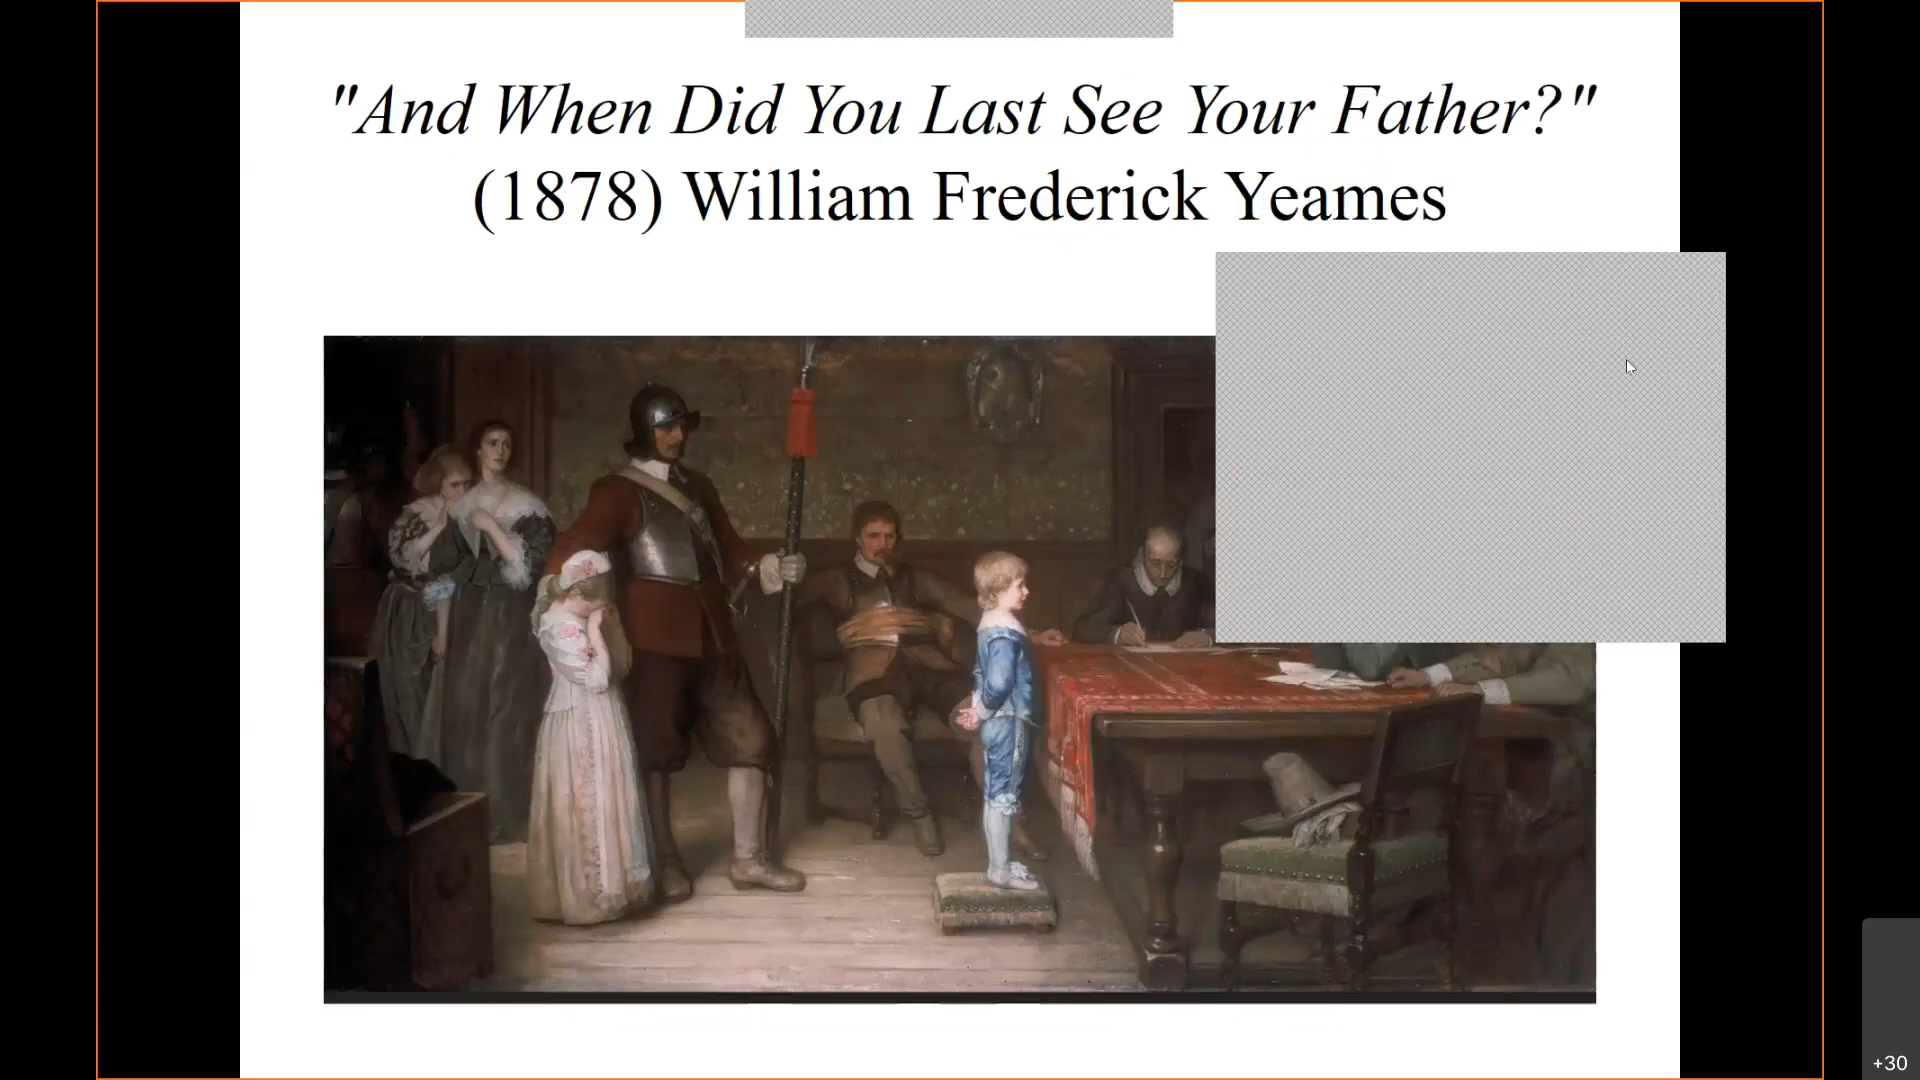 "And When Did You Last See Your Father?"
(1878) William Frederick Yeames
+30